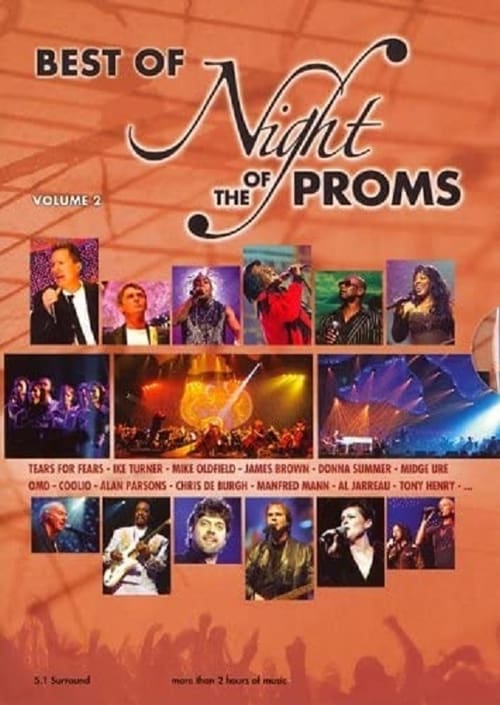 BEST OF Night
OF THE PROMS
VOLUME 2
TEARS FOR FEARS - IKE TURNER - MIKE OLDFIELD - JAMES BROWN - DONNA SUMMER - MIDGE URE
OMD - COOLIO - ALAN PARSONS - CHRIS DE BURGH - MANFRED MANN - AL JARREAU - TONY HENRY - ...
5.1 Surround
more than 2 hours of music